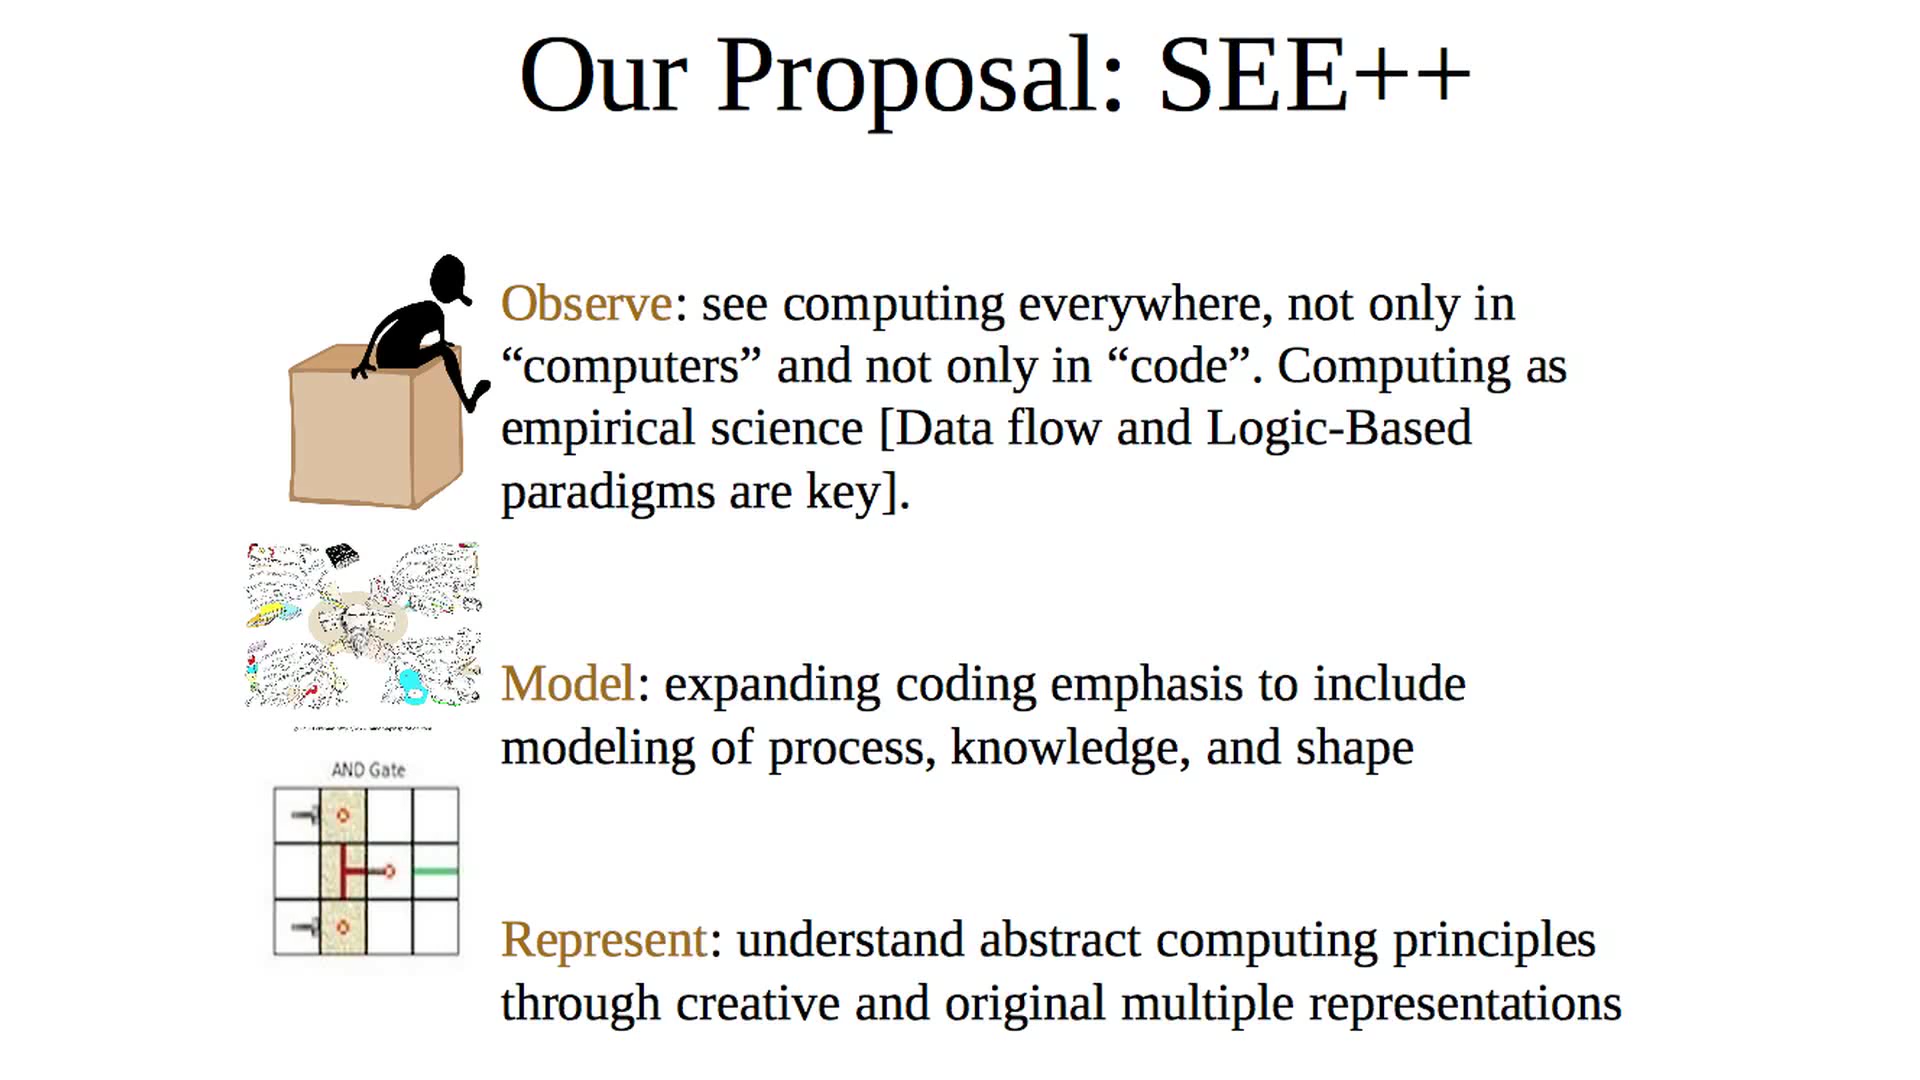 Our Proposal: SEE++
Observe: see computing everywhere, not only in
“computers” and not only in “code”. Computing as
empirical science [Data flow and Logic-Based
paradigms are key].
Model: expanding coding emphasis to include
modeling of process, knowledge, and shape
AND Gate
Represent: understand abstract computing principles
through creative and original multiple representations